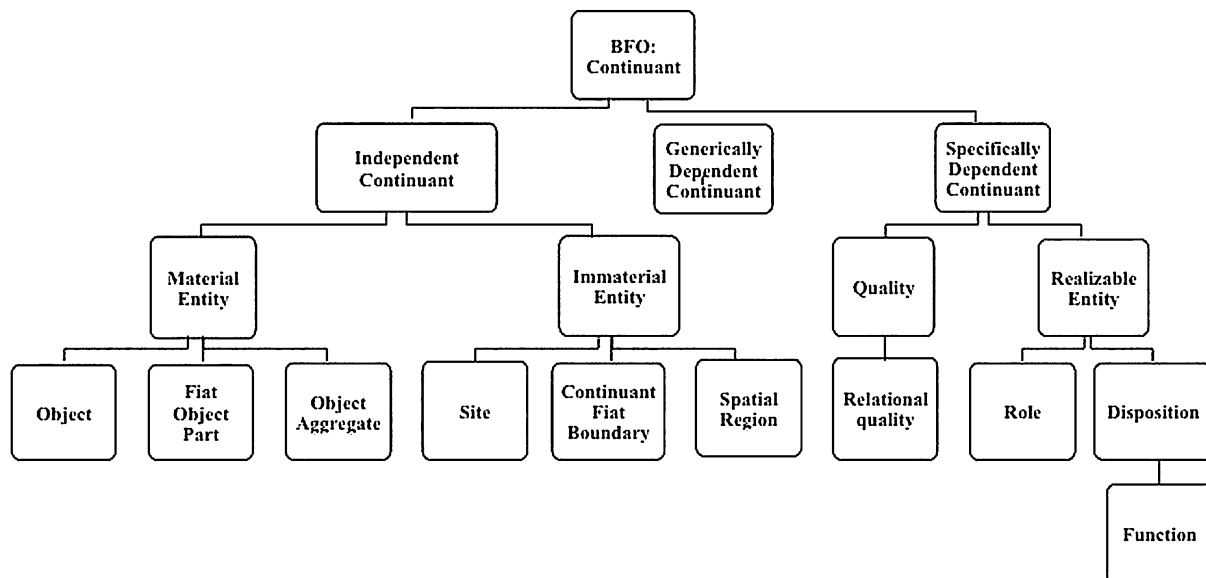 BFO:
Continuant
Independent
Continuant
Generically
Dependent
Continuant
Specifically
Dependent
Continuant
Material
Entity
Immaterial
Entity
Quality
Realizable
Entity
Object
Fiat
Object
Part
Object
Aggregate
Site
Continuant
Fiat
Boundary
Spatial
Region
Relational
quality
Role
Disposition
Function